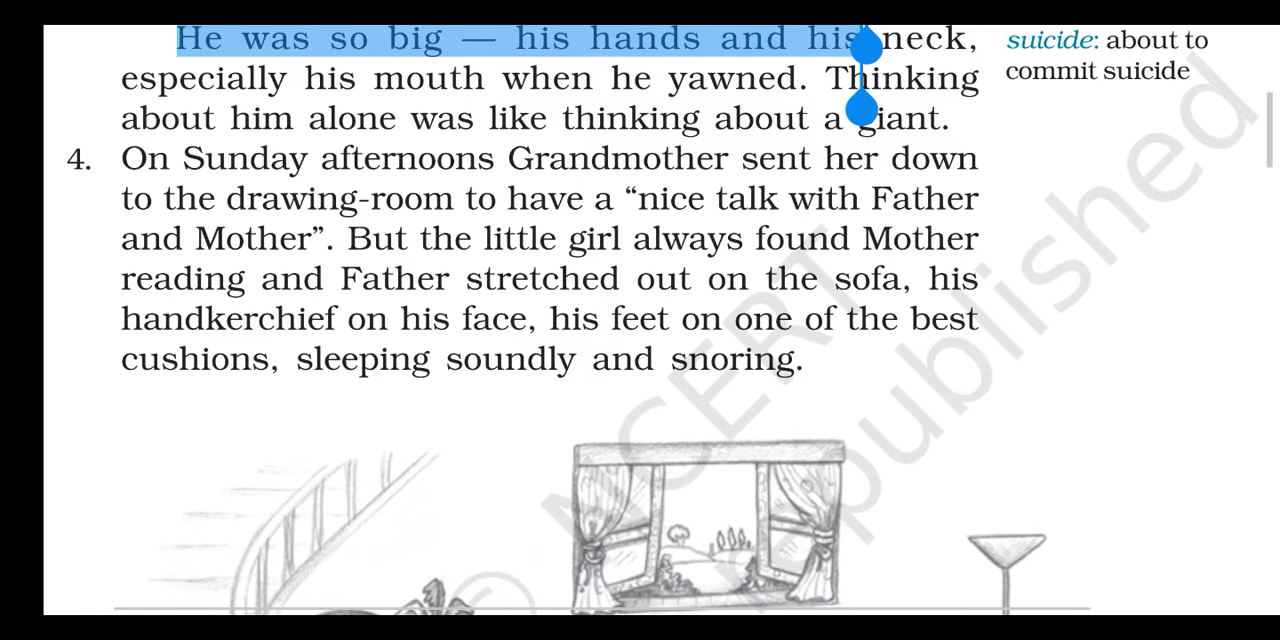 He was so big — his hands and his neck,
especially his mouth when he yawned. Thinking
about him alone was like thinking about a giant.
4. On Sunday afternoons Grandmother sent her down
to the drawing-room to have a “nice talk with Father
and Mother”. But the little girl always found Mother
reading and Father stretched out on the sofa, his
handkerchief on his face, his feet on one of the best
cushions, sleeping soundly and snoring.
suicide: about to
commit suicide
© NCERT
republished